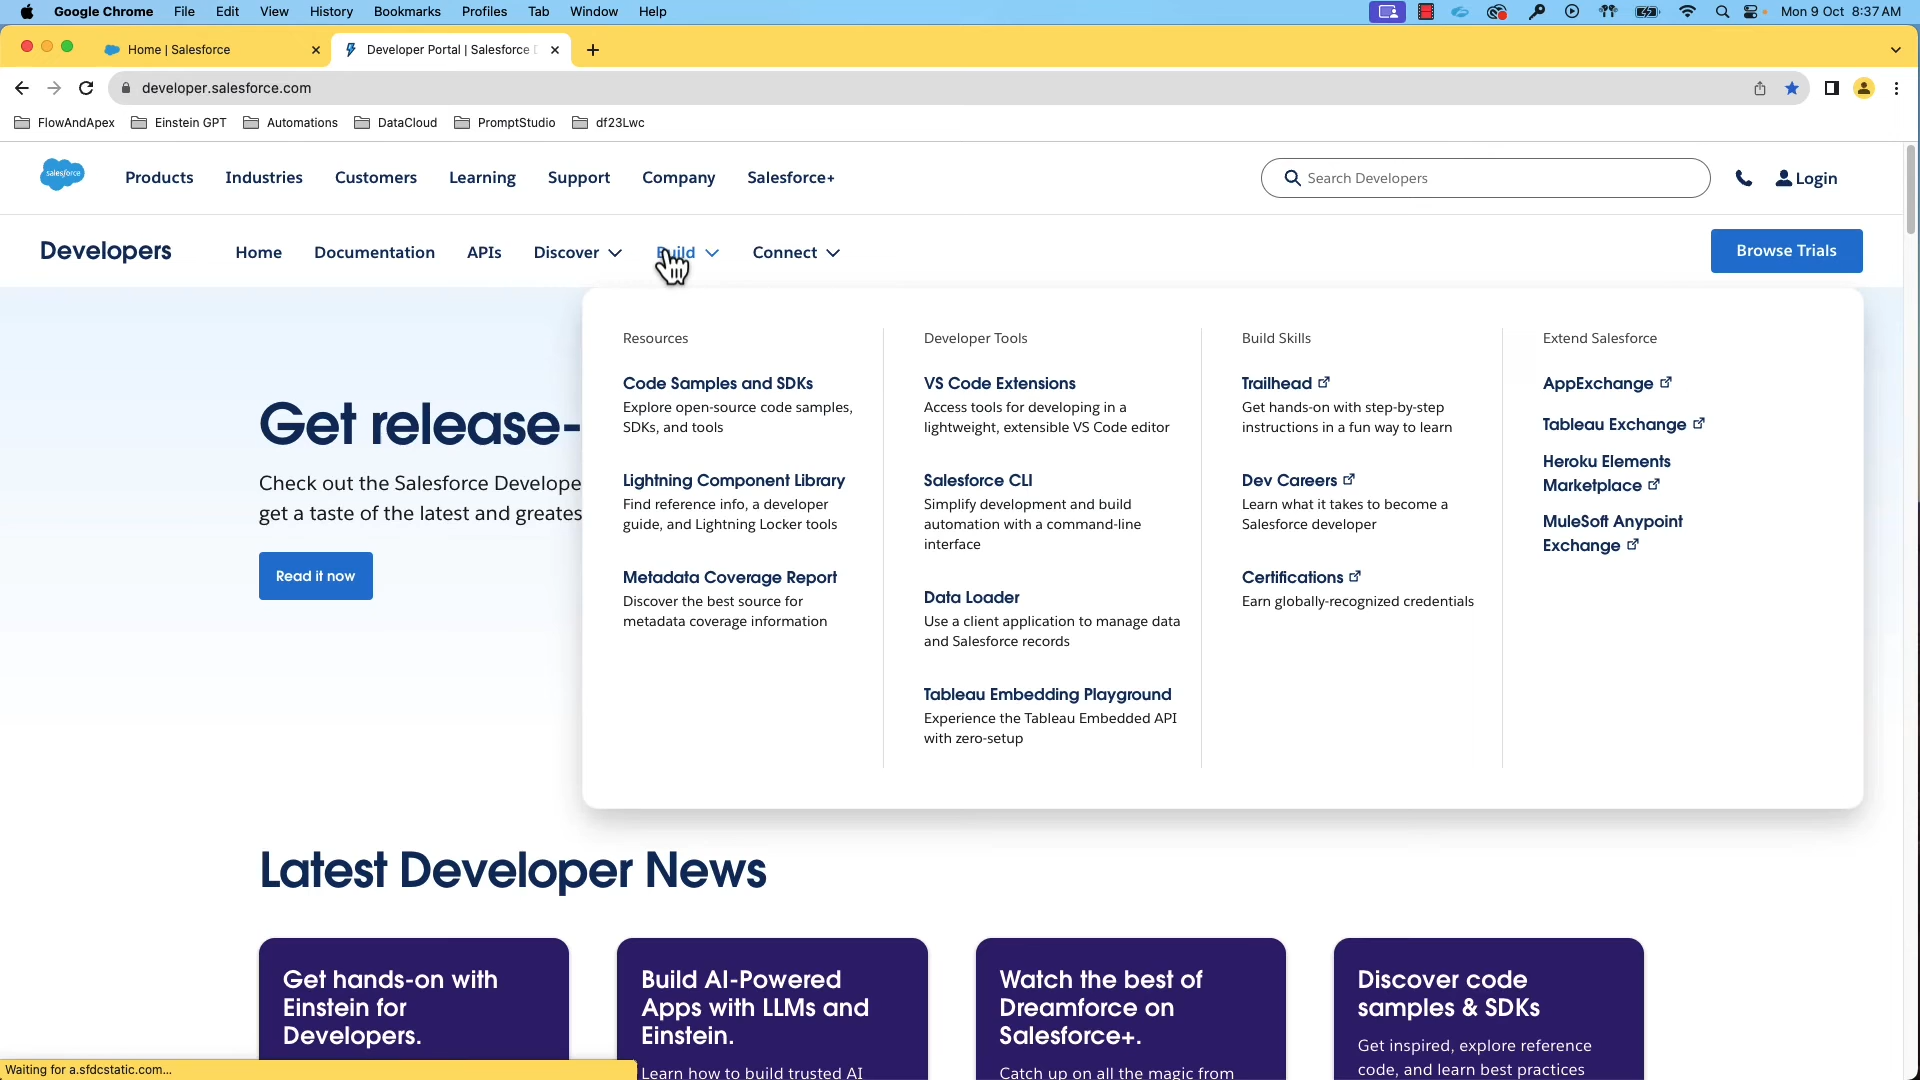 Google Chrome File Edit View History Bookmarks Profiles Tab Window Help Mon 9 Oct 8:37 AM
Home | Salesforce Developer Portal | Salesforce
developer.salesforce.com
FlowAndApex Einstein GPT Automations DataCloud PromptStudio df23Lwc
salesforce Products Industries Customers Learning Support Company Salesforce+ Search Developers Login
Developers Home Documentation APIs Discover Build Connect Browse Trials
Get release-
Check out the Salesforce Develope
get a taste of the latest and greates
Read it now
Resources
Code Samples and SDKs
Explore open-source code samples,
SDKs, and tools
Lightning Component Library
Find reference info, a developer
guide, and Lightning Locker tools
Metadata Coverage Report
Discover the best source for
metadata coverage information
Developer Tools
VS Code Extensions
Access tools for developing in a
lightweight, extensible VS Code editor
Salesforce CLI
Simplify development and build
automation with a command-line
interface
Data Loader
Use a client application to manage data
and Salesforce records
Tableau Embedding Playground
Experience the Tableau Embedded API
with zero-setup
Build Skills
Trailhead
Get hands-on with step-by-step
instructions in a fun way to learn
Dev Careers
Learn what it takes to become a
Salesforce developer
Certifications
Earn globally-recognized credentials
Extend Salesforce
AppExchange
Tableau Exchange
Heroku Elements
Marketplace
MuleSoft Anypoint
Exchange
Latest Developer News
Get hands-on with
Einstein for
Developers.
Build AI-Powered
Apps with LLMs and
Einstein.
Learn how to build trusted AI
Watch the best of
Dreamforce on
Salesforce+.
Catch up on all the magic from
Discover code
samples & SDKs
Get inspired, explore reference
code, and learn best practices
Waiting for a.sfdcstatic.com...